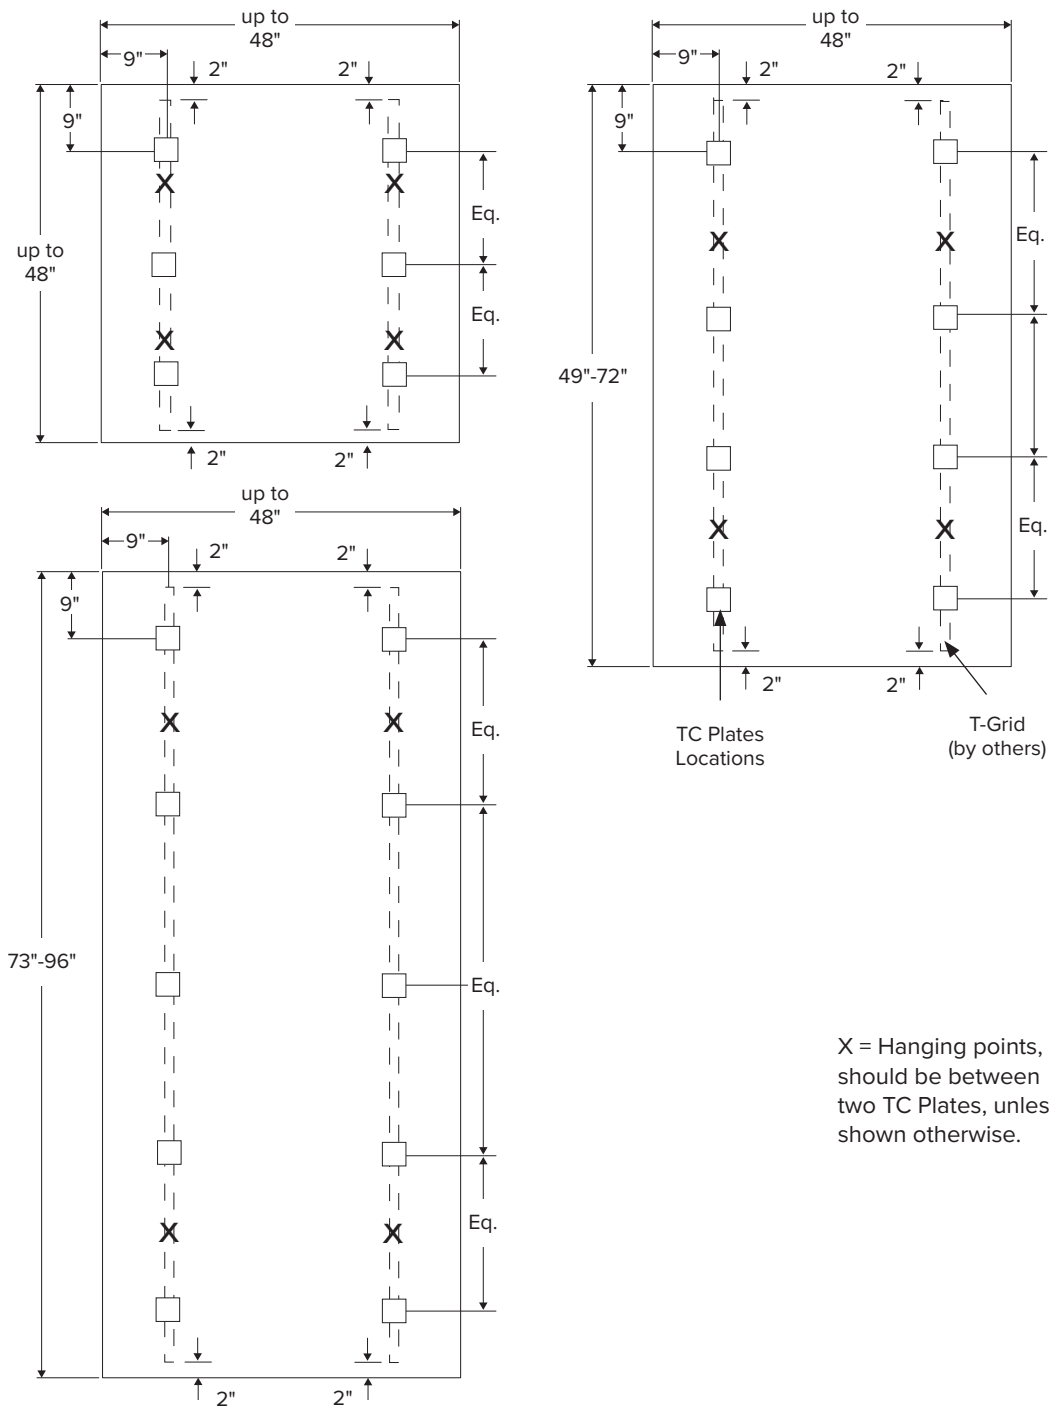 up to
48"
9"
2"
2"
9"
up to
48"
Eq.
Eq.
2"
2"
up to
48"
9"
2"
2"
9"
49"-72"
Eq.
Eq.
2"
2"
TC Plates
Locations
T-Grid
(by others)
up to
48"
9"
2"
2"
9"
73"-96"
Eq.
Eq.
Eq.
2"
2"
X
X
X
X
X
X
X
X
X
X
X
X
X = Hanging points,
should be between
two TC Plates, unles
shown otherwise.